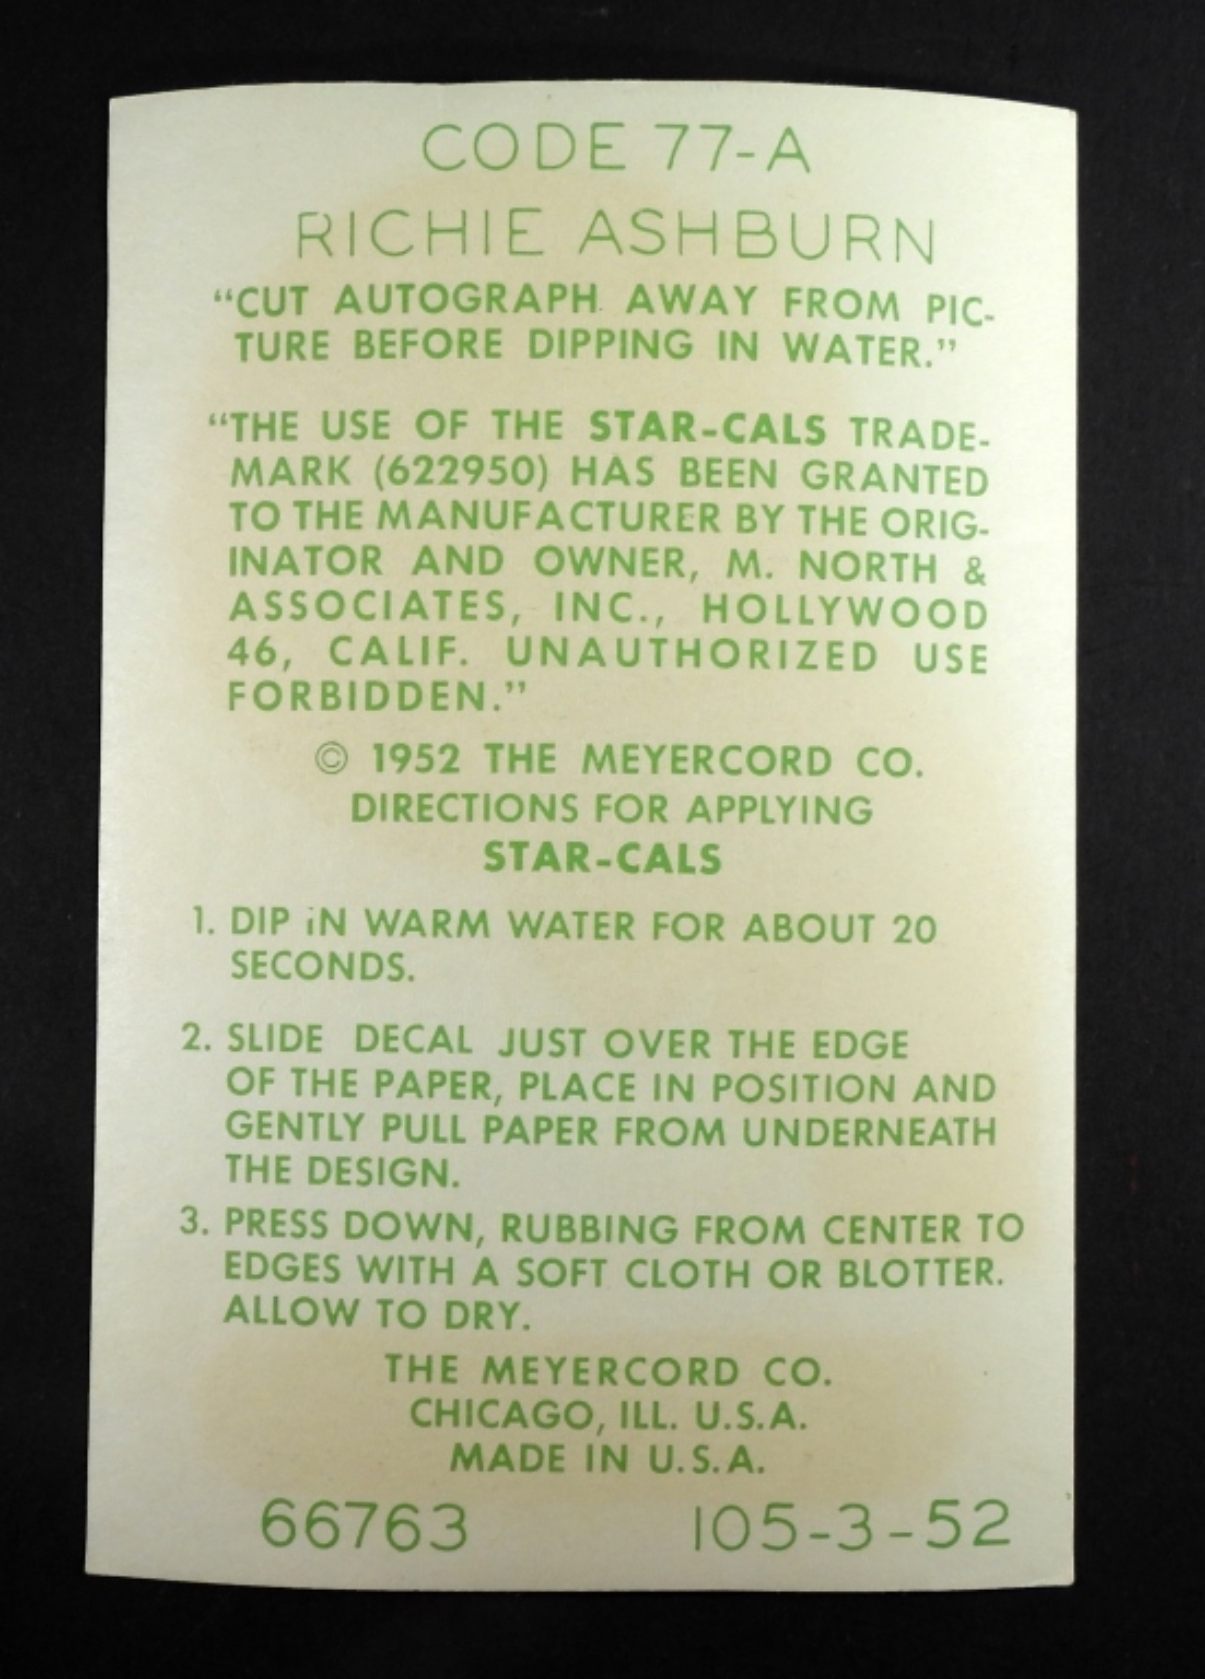 CODE 77-A
RICHIE ASHBURN
“CUT AUTOGRAPH AWAY FROM PIC-
TURE BEFORE DIPPING IN WATER.”
“THE USE OF THE STAR-CALS TRADE-
MARK (622950) HAS BEEN GRANTED
TO THE MANUFACTURER BY THE ORIG-
INATOR AND OWNER, M. NORTH &
ASSOCIATES, INC., HOLLYWOOD
46, CALIF. UNAUTHORIZED USE
FORBIDDEN.”
© 1952 THE MEYERCORD CO.
DIRECTIONS FOR APPLYING
STAR-CALS
1. DIP iN WARM WATER FOR ABOUT 20
SECONDS.
2. SLIDE DECAL JUST OVER THE EDGE
OF THE PAPER, PLACE IN POSITION AND
GENTLY PULL PAPER FROM UNDERNEATH
THE DESIGN.
3. PRESS DOWN, RUBBING FROM CENTER TO
EDGES WITH A SOFT CLOTH OR BLOTTER.
ALLOW TO DRY.
THE MEYERCORD CO.
CHICAGO, ILL. U.S.A.
MADE IN U.S.A.
66763 105-3-52